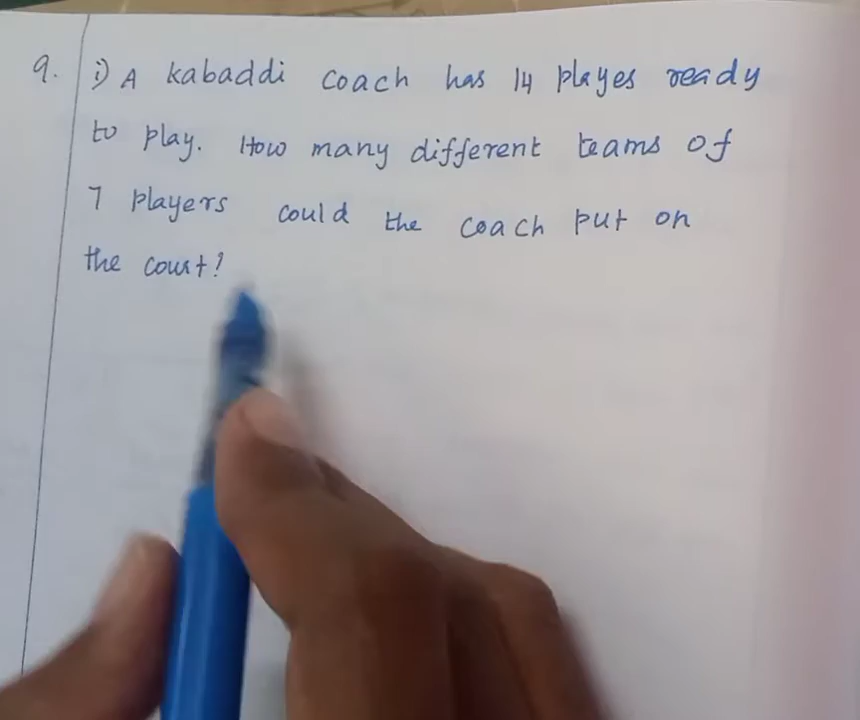 9. i) A kabaddi coach has 14 playes ready
to play. How many different teams of
7 players could the coach put on
the court?